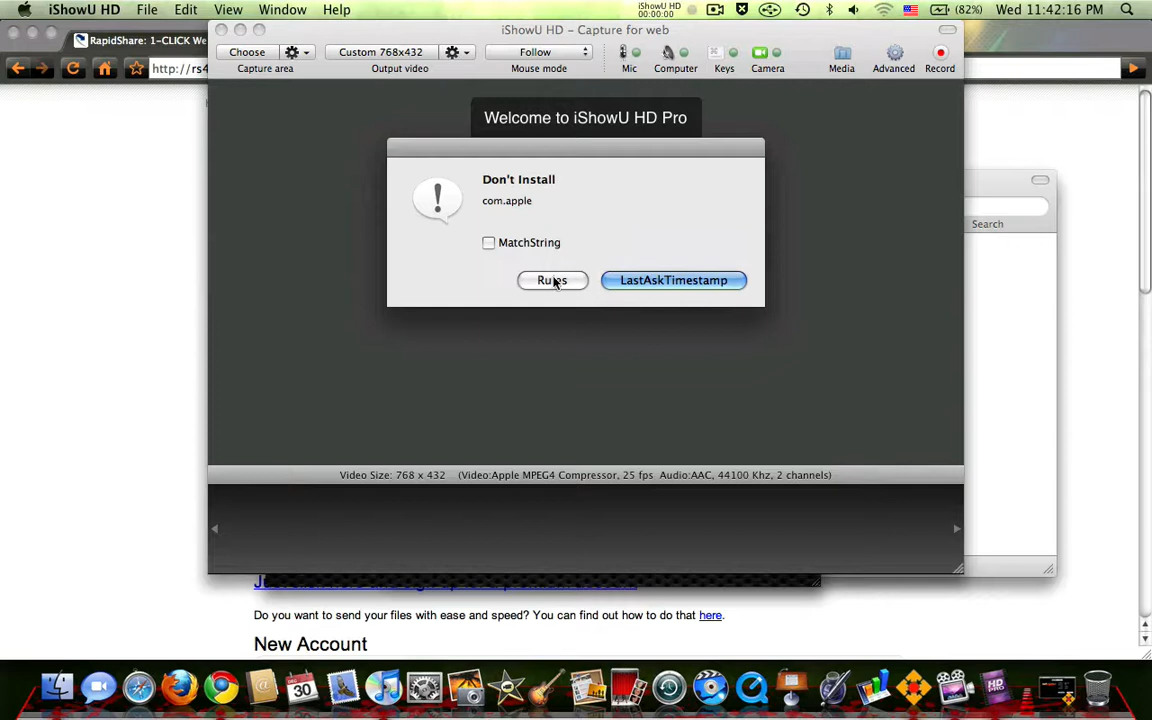 iShowU HD File Edit View Window Help
iShowU HD
00:00:00
(82%) Wed 11:42:16 PM
RapidShare: 1-CLICK We
http://rs4
iShowU HD - Capture for web
Choose Custom 768x432 Follow
Capture area Output video Mouse mode Mic Computer Keys Camera Media Advanced Record
Welcome to iShowU HD Pro
Don't Install
com.apple
MatchString
LastAskTimestamp
Search
Video Size: 768 x 432 (Video:Apple MPEG4 Compressor, 25 fps Audio:AAC, 44100 Khz, 2 channels)
Do you want to send your files with ease and speed? You can find out how to do that here.
New Account
DEC
30
HD
PRO